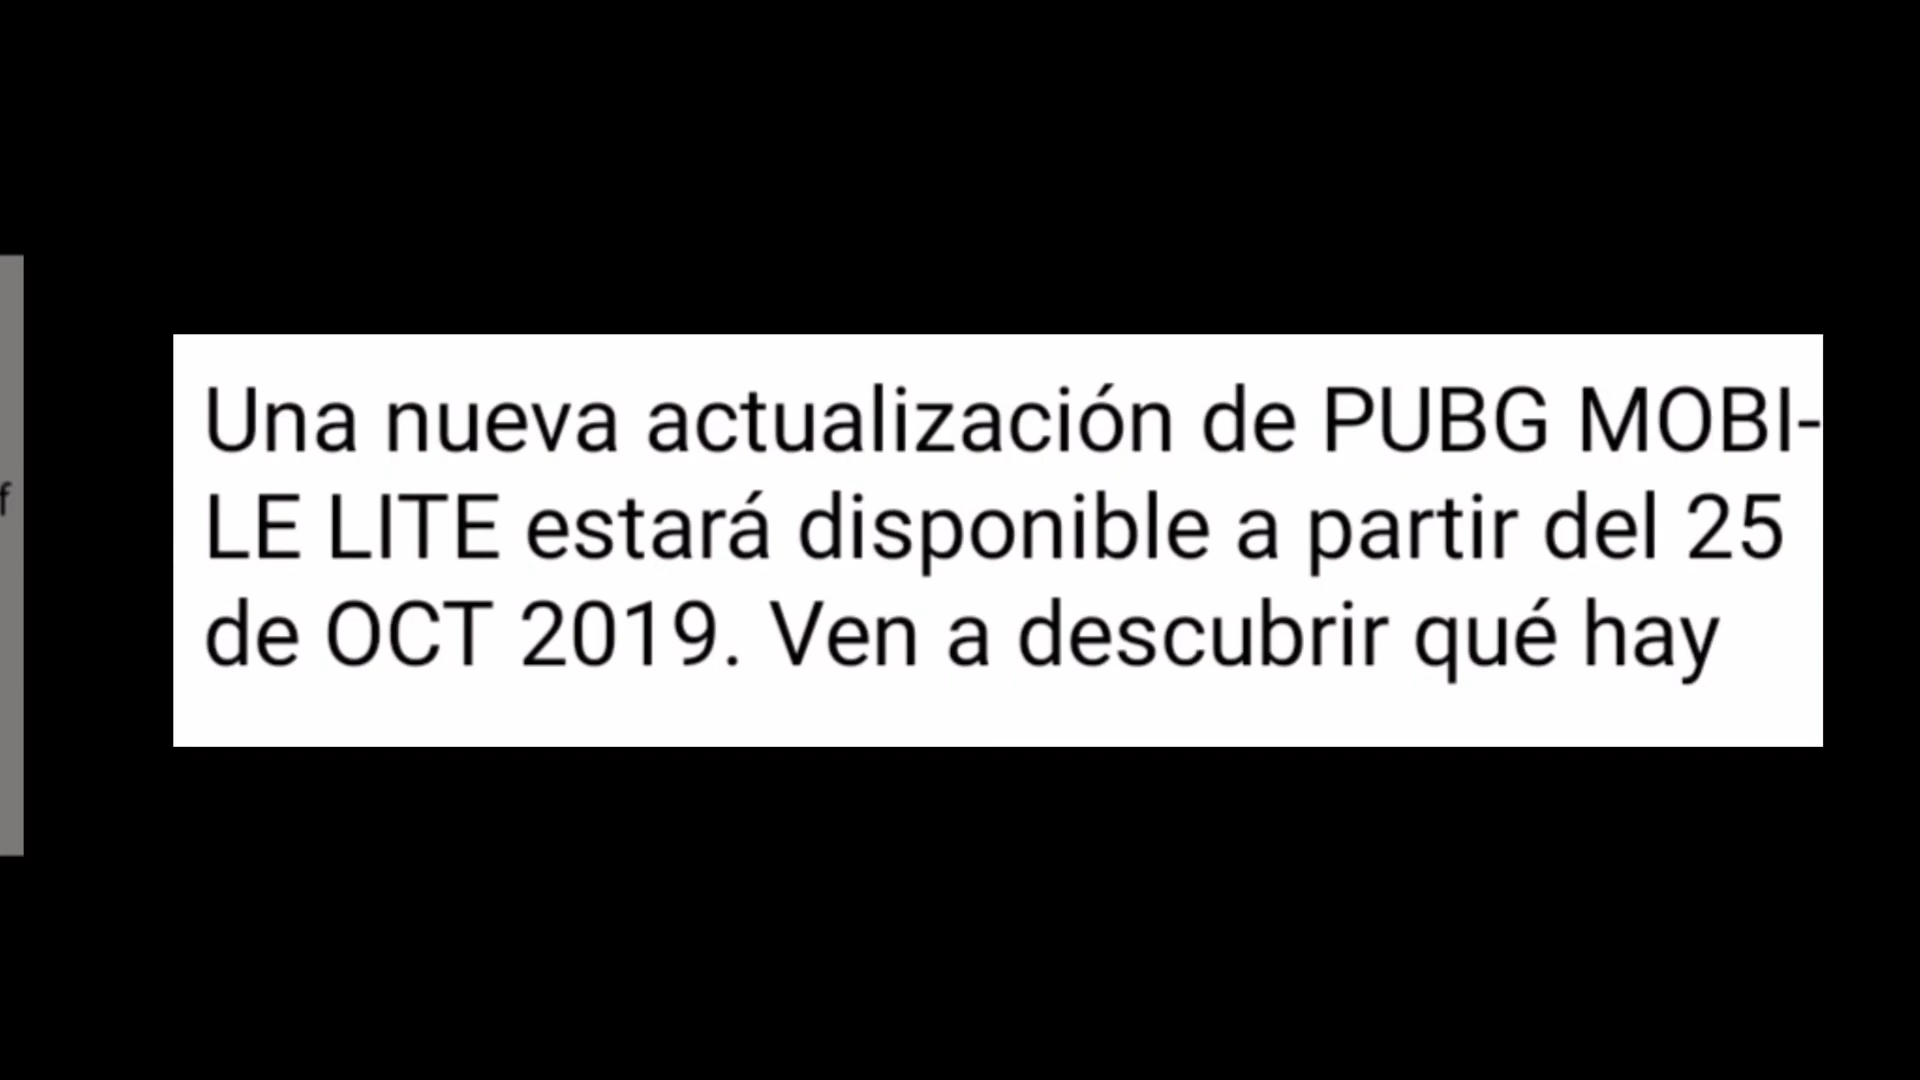 Una nueva actualización de PUBG MOBI-
LE LITE estará disponible a partir del 25
de OCT 2019. Ven a descubrir qué hay